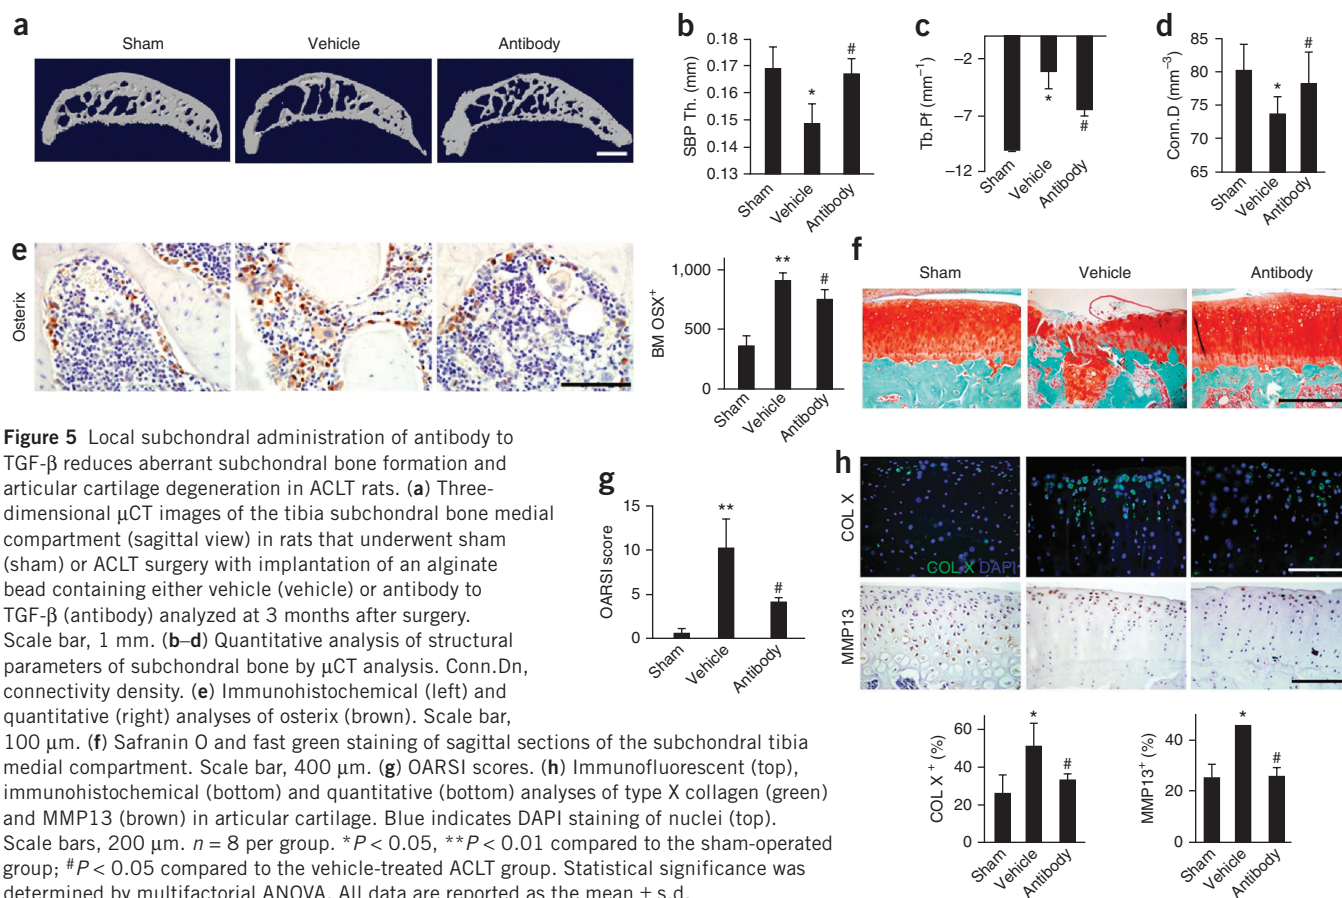 a
Sham
Vehicle
Antibody
b
SBP Th. (mm)
0.18
0.17
0.16
0.15
0.14
0.13
*
#
Sham
Vehicle
Antibody
c
Tb.Pf (mm⁻¹)
−2
−7
−12
*
#
Sham
Vehicle
Antibody
d
Conn.D (mm⁻³)
85
80
75
70
65
*
#
Sham
Vehicle
Antibody
e
Osterix
BM OSX⁺
1,000
500
0
**
#
Sham
Vehicle
Antibody
f
Sham
Vehicle
Antibody
Figure 5 Local subchondral administration of antibody to
TGF-β reduces aberrant subchondral bone formation and
articular cartilage degeneration in ACLT rats. (a) Three-
dimensional μCT images of the tibia subchondral bone medial
compartment (sagittal view) in rats that underwent sham
(sham) or ACLT surgery with implantation of an alginate
bead containing either vehicle (vehicle) or antibody to
TGF-β (antibody) analyzed at 3 months after surgery.
Scale bar, 1 mm. (b–d) Quantitative analysis of structural
parameters of subchondral bone by μCT analysis. Conn.Dn,
connectivity density. (e) Immunohistochemical (left) and
quantitative (right) analyses of osterix (brown). Scale bar,
100 μm. (f) Safranin O and fast green staining of sagittal sections of the subchondral tibia
medial compartment. Scale bar, 400 μm. (g) OARSI scores. (h) Immunofluorescent (top),
immunohistochemical (bottom) and quantitative (bottom) analyses of type X collagen (green)
and MMP13 (brown) in articular cartilage. Blue indicates DAPI staining of nuclei (top).
Scale bars, 200 μm. n = 8 per group. *P < 0.05, **P < 0.01 compared to the sham-operated
group; #P < 0.05 compared to the vehicle-treated ACLT group. Statistical significance was
determined by multifactorial ANOVA. All data are reported as the mean ± s.d.
g
OARSI score
15
10
5
0
**
#
Sham
Vehicle
Antibody
h
COL X
COL X DAPI
MMP13
COL X⁺ (%)
60
40
20
0
*
#
Sham
Vehicle
Antibody
MMP13⁺ (%)
40
20
0
*
#
Sham
Vehicle
Antibody